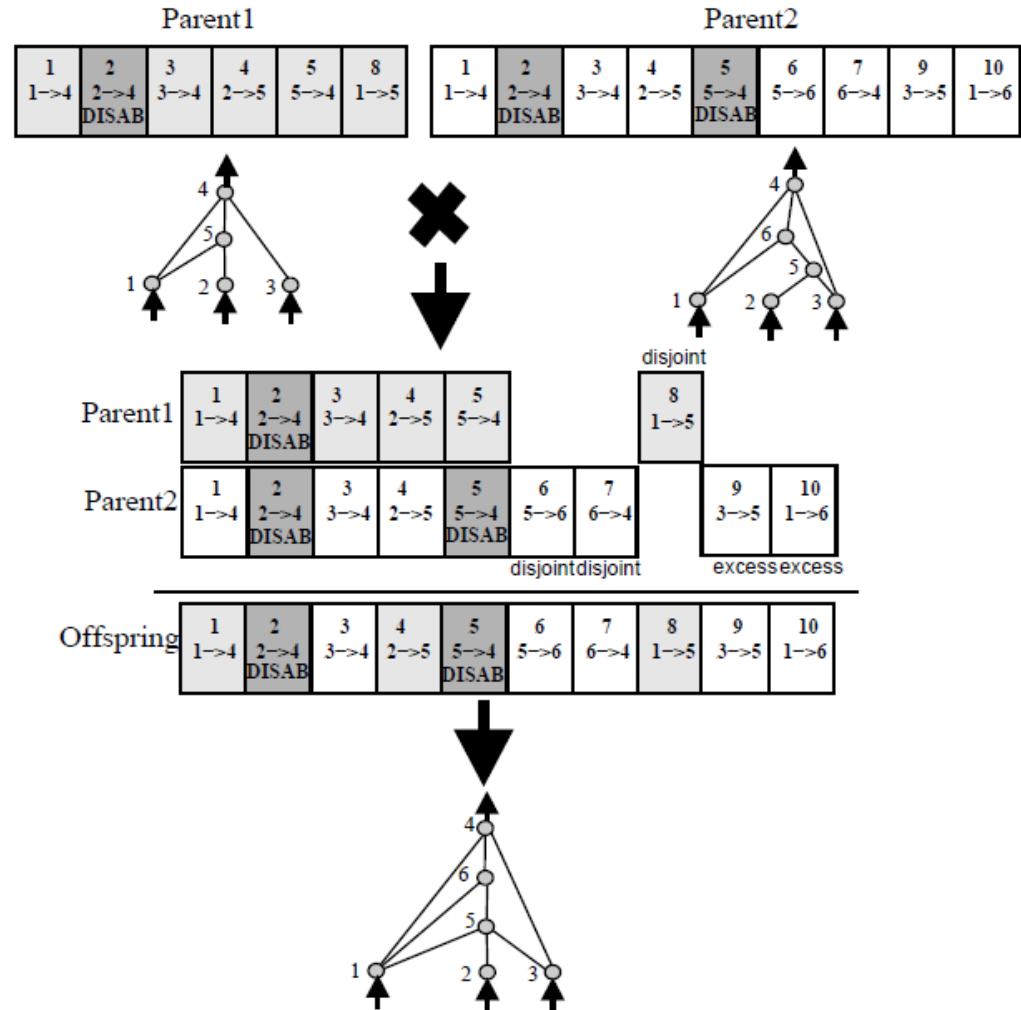 Parent1 Parent2
1 2 3 4 5 8 1 2 3 4 5 6 7 9 10
1->4 2->4 3->4 2->5 5->4 1->5 1->4 2->4 3->4 2->5 5->4 5->6 6->4 3->5 1->6
DISAB DISAB DISAB
4 4
5 6
5
1 2 3 1 2 3
disjoint
Parent1 1 2 3 4 5 8
1->4 2->4 3->4 2->5 5->4 1->5
DISAB
Parent2 1 2 3 4 5 6 7 9 10
1->4 2->4 3->4 2->5 5->4 5->6 6->4 3->5 1->6
DISAB DISAB
disjoint disjoint excess excess
Offspring 1 2 3 4 5 6 7 8 9 10
1->4 2->4 3->4 2->5 5->4 5->6 6->4 1->5 3->5 1->6
DISAB DISAB
4
6
5
1 2 3